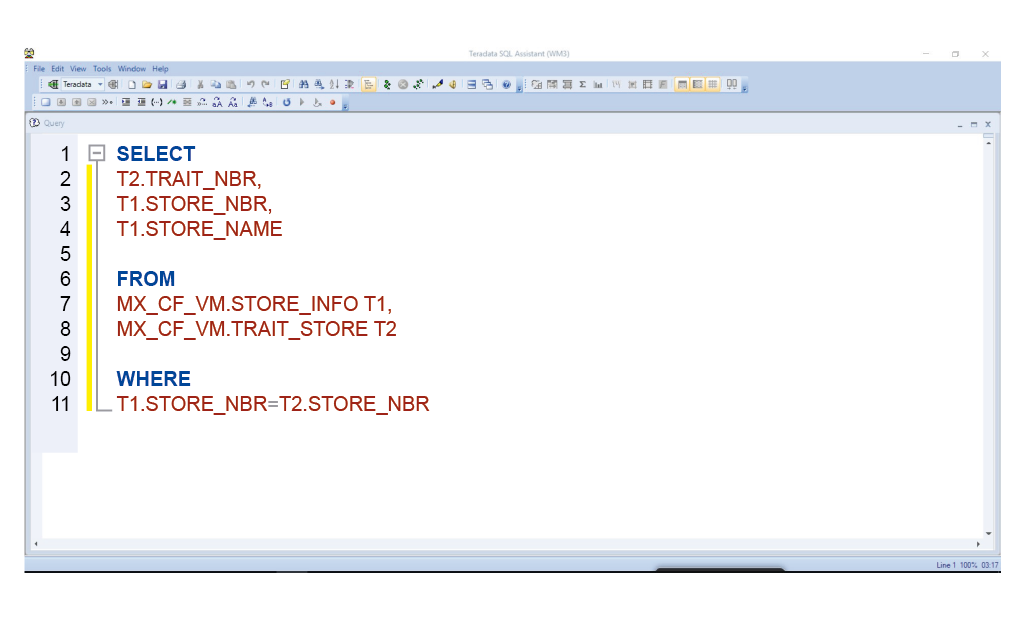 Teradata SQL Assistant (WM3)
File Edit View Tools Window Help
Teradata
Query
1 SELECT
2 T2.TRAIT_NBR,
3 T1.STORE_NBR,
4 T1.STORE_NAME
5
6 FROM
7 MX_CF_VM.STORE_INFO T1,
8 MX_CF_VM.TRAIT_STORE T2
9
10 WHERE
11 T1.STORE_NBR=T2.STORE_NBR
Line 1 100% 03:17